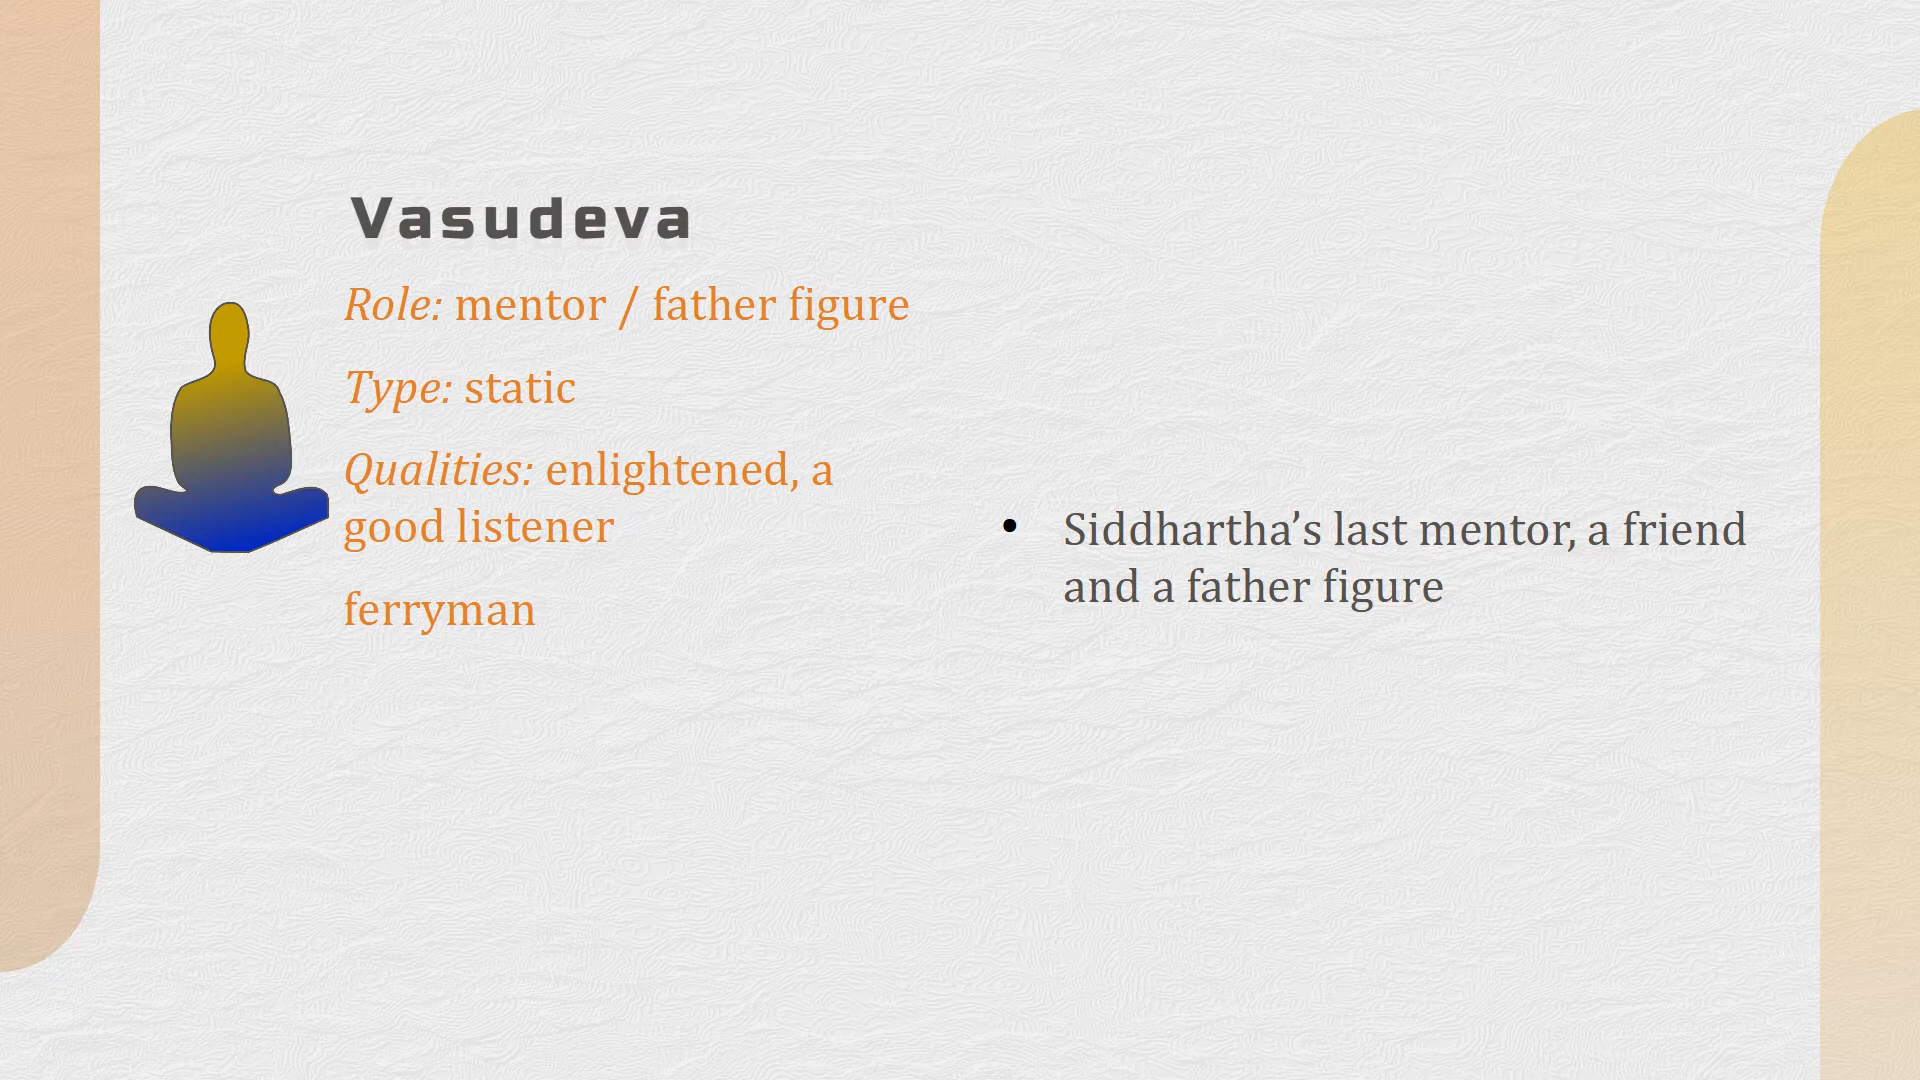 Vasudeva
Role: mentor / father figure
Type: static
Qualities: enlightened, a
good listener
ferryman
• Siddhartha’s last mentor, a friend
and a father figure